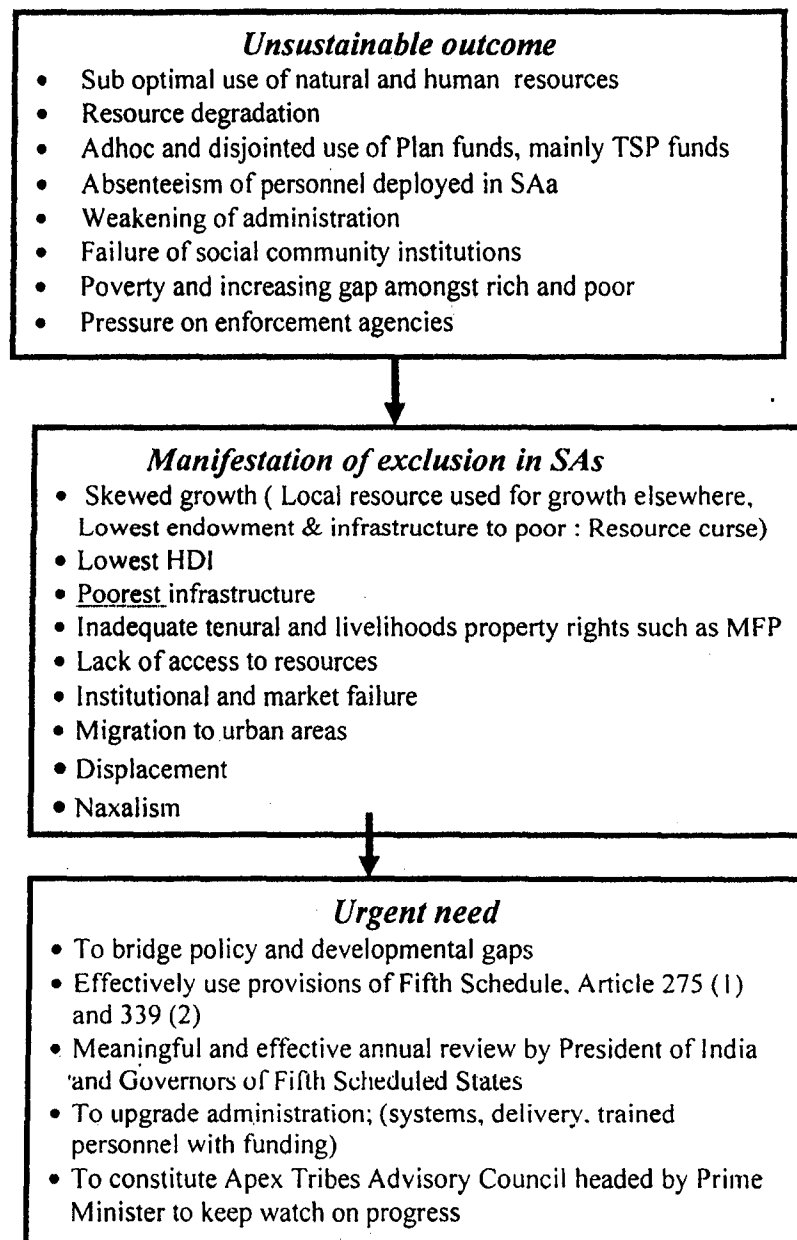 Unsustainable outcome
• Sub optimal use of natural and human resources
• Resource degradation
• Adhoc and disjointed use of Plan funds, mainly TSP funds
• Absenteeism of personnel deployed in SAa
• Weakening of administration
• Failure of social community institutions
• Poverty and increasing gap amongst rich and poor
• Pressure on enforcement agencies
Manifestation of exclusion in SAs
• Skewed growth ( Local resource used for growth elsewhere,
Lowest endowment & infrastructure to poor : Resource curse)
• Lowest HDI
• Poorest infrastructure
• Inadequate tenural and livelihoods property rights such as MFP
• Lack of access to resources
• Institutional and market failure
• Migration to urban areas
• Displacement
• Naxalism
Urgent need
• To bridge policy and developmental gaps
• Effectively use provisions of Fifth Schedule, Article 275 (1)
and 339 (2)
• Meaningful and effective annual review by President of India
and Governors of Fifth Scheduled States
• To upgrade administration; (systems, delivery, trained
personnel with funding)
• To constitute Apex Tribes Advisory Council headed by Prime
Minister to keep watch on progress